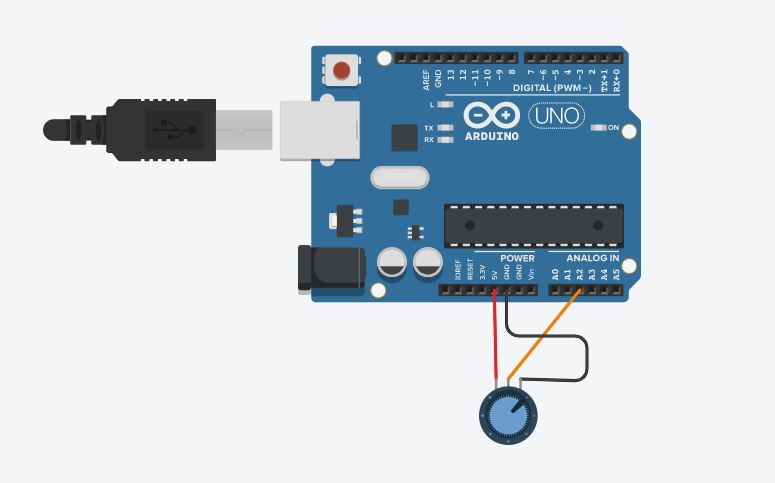 AREF
GND
13
12
~11
~10
~9
8
7
~6
~5
4
~3
2
TX→1
RX←0
DIGITAL (PWM~)
L
TX
RX
ARDUINO
UNO
ON
POWER
ANALOG IN
IOREF
RESET
3.3V
5V
GND
GND
Vin
A0
A1
A2
A3
A4
A5